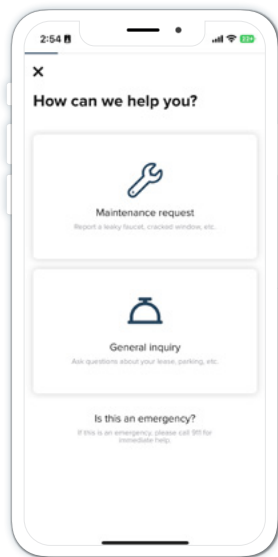 2:54
How can we help you?
Maintenance request
Report a leaky faucet, cracked window, etc.
General inquiry
Ask questions about your lease, parking, etc.
Is this an emergency?
If this is an emergency, please call 911 for
immediate help.